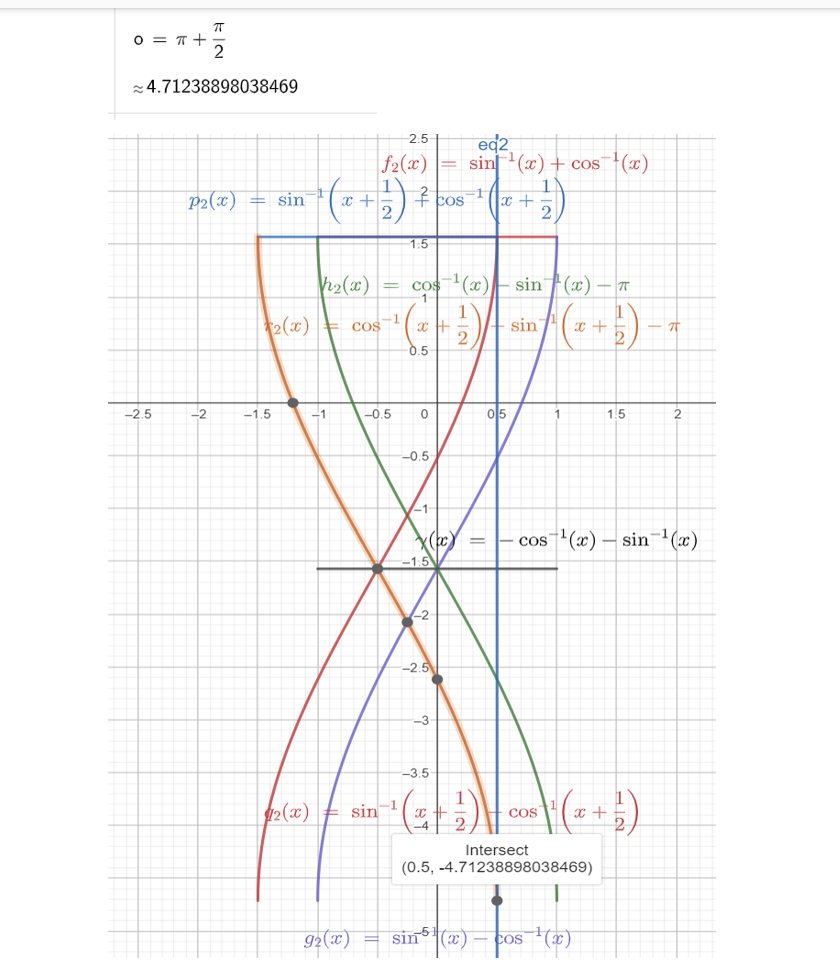 o = π + π/2
≈ 4.71238898038469
2.5
eq2
f₂(x) = sin⁻¹(x) + cos⁻¹(x)
2
p₂(x) = sin⁻¹(x + 1/2) + cos⁻¹(x + 1/2)
1.5
h₂(x) = cos⁻¹(x) − sin⁻¹(x) − π
1
r₂(x) = cos⁻¹(x + 1/2) − sin⁻¹(x + 1/2) − π
0.5
−2.5 −2 −1.5 −1 −0.5 0 0.5 1 1.5 2
−0.5
−1
γ(x) = − cos⁻¹(x) − sin⁻¹(x)
−1.5
−2
−2.5
−3
−3.5
q₂(x) = sin⁻¹(x + 1/2) − cos⁻¹(x + 1/2)
−4
Intersect
(0.5, -4.71238898038469)
−5
g₂(x) = sin⁻¹(x) − cos⁻¹(x)